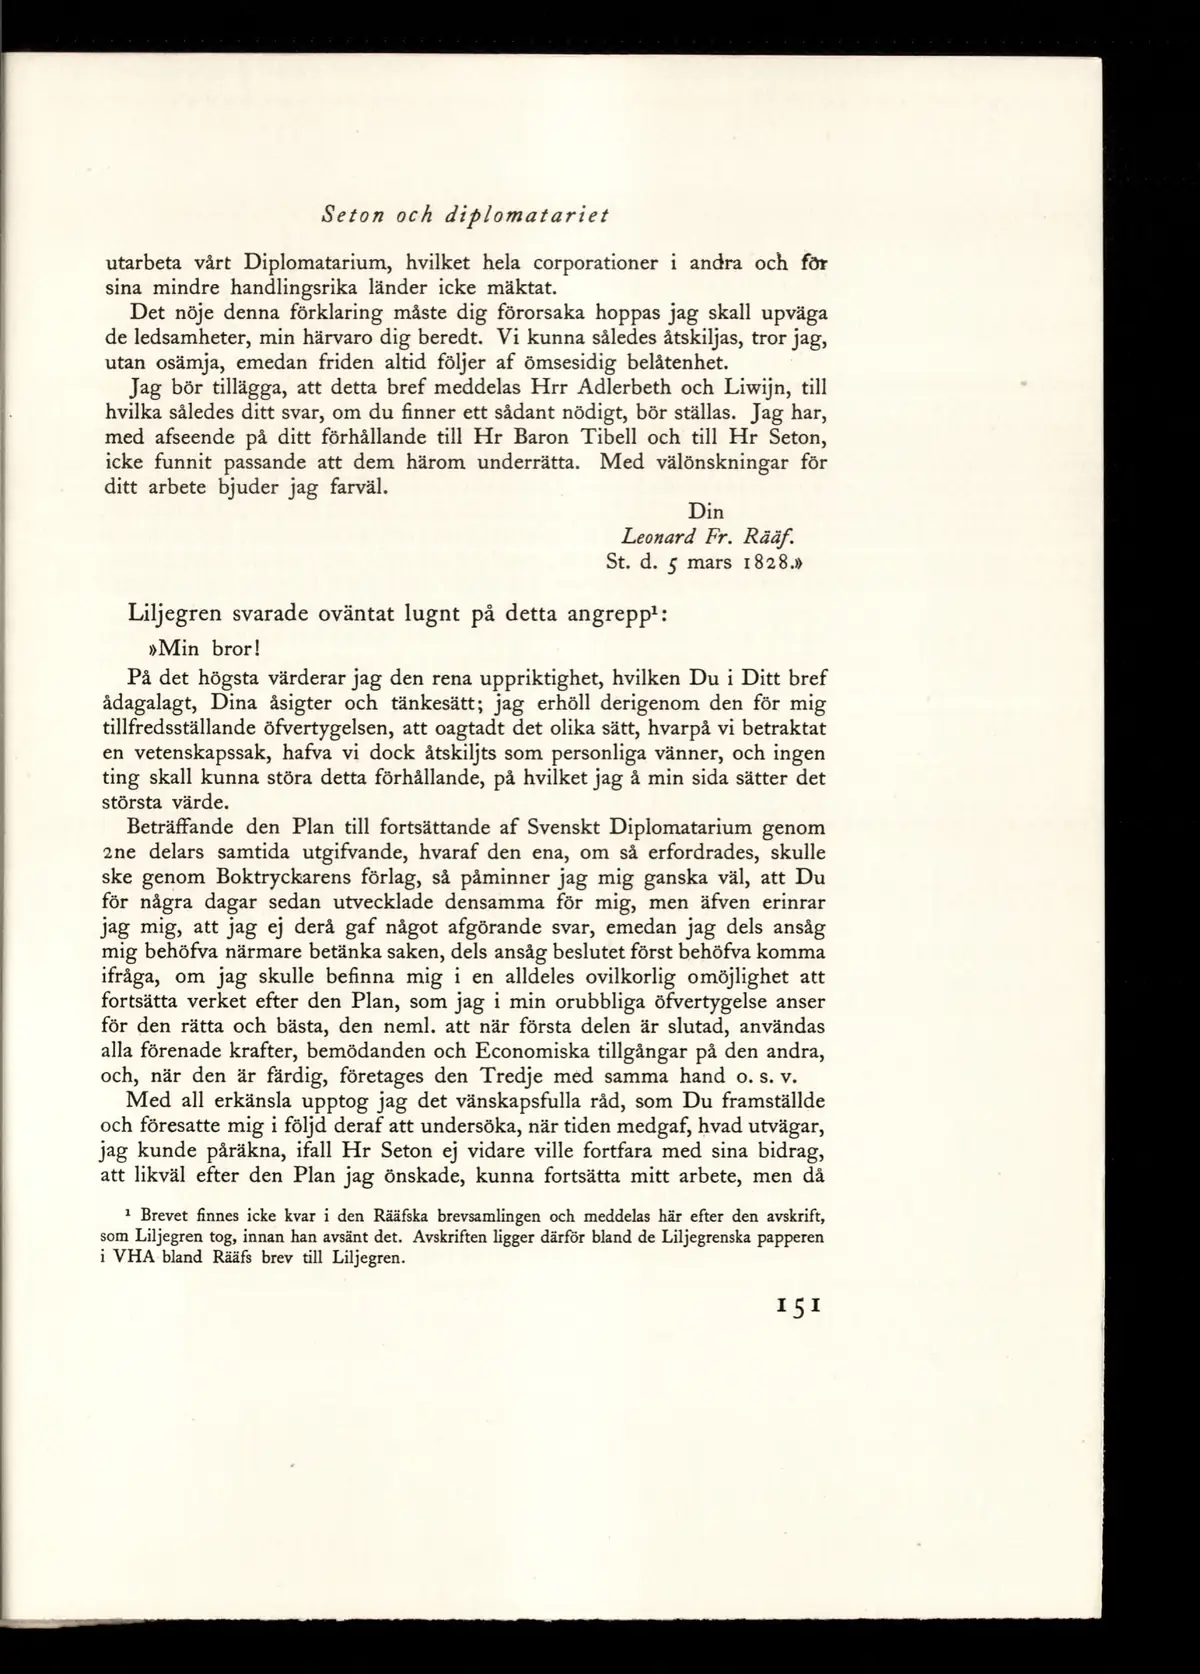 Seton och diplomatariet
utarbeta vårt Diplomatarium, hvilket hela corporationer i andra och för
sina mindre handlingsrika länder icke mäktat.
Det nöje denna förklaring måste dig förorsaka hoppas jag skall upväga
de ledsamheter, min härvaro dig beredt. Vi kunna således åtskiljas, tror jag,
utan osämja, emedan friden altid följer af ömsesidig belåtenhet.
Jag bör tillägga, att detta bref meddelas Hrr Adlerbeth och Liwijn, till
hvilka således ditt svar, om du finner ett sådant nödigt, bör ställas. Jag har,
med afseende på ditt förhållande till Hr Baron Tibell och till Hr Seton,
icke funnit passande att dem härom underrätta. Med välönskningar för
ditt arbete bjuder jag farväl.
Din
Leonard Fr. Rääf.
St. d. 5 mars 1828.»
Liljegren svarade oväntat lugnt på detta angrepp¹:
»Min bror!
På det högsta värderar jag den rena uppriktighet, hvilken Du i Ditt bref
ådagalagt, Dina åsigter och tänkesätt; jag erhöll derigenom den för mig
tillfredsställande öfvertygelsen, att oagtadt det olika sätt, hvarpå vi betraktat
en vetenskapssak, hafva vi dock åtskiljts som personliga vänner, och ingen
ting skall kunna störa detta förhållande, på hvilket jag å min sida sätter det
största värde.
Beträffande den Plan till fortsättande af Svenskt Diplomatarium genom
2ne delars samtida utgifvande, hvaraf den ena, om så erfordrades, skulle
ske genom Boktryckarens förlag, så påminner jag mig ganska väl, att Du
för några dagar sedan utvecklade densamma för mig, men äfven erinrar
jag mig, att jag ej derå gaf något afgörande svar, emedan jag dels ansåg
mig behöfva närmare betänka saken, dels ansåg beslutet först behöfva komma
ifråga, om jag skulle befinna mig i en alldeles ovilkorlig omöjlighet att
fortsätta verket efter den Plan, som jag i min orubbliga öfvertygelse anser
för den rätta och bästa, den neml. att när första delen är slutad, användas
alla förenade krafter, bemödanden och Economiska tillgångar på den andra,
och, när den är färdig, företages den Tredje med samma hand o. s. v.
Med all erkänsla upptog jag det vänskapsfulla råd, som Du framställde
och föresatte mig i följd deraf att undersöka, när tiden medgaf, hvad utvägar,
jag kunde påräkna, ifall Hr Seton ej vidare ville fortfara med sina bidrag,
att likväl efter den Plan jag önskade, kunna fortsätta mitt arbete, men då
¹ Brevet finnes icke kvar i den Rääfska brevsamlingen och meddelas här efter den avskrift,
som Liljegren tog, innan han avsänt det. Avskriften ligger därför bland de Liljegrenska papperen
i VHA bland Rääfs brev till Liljegren.
151